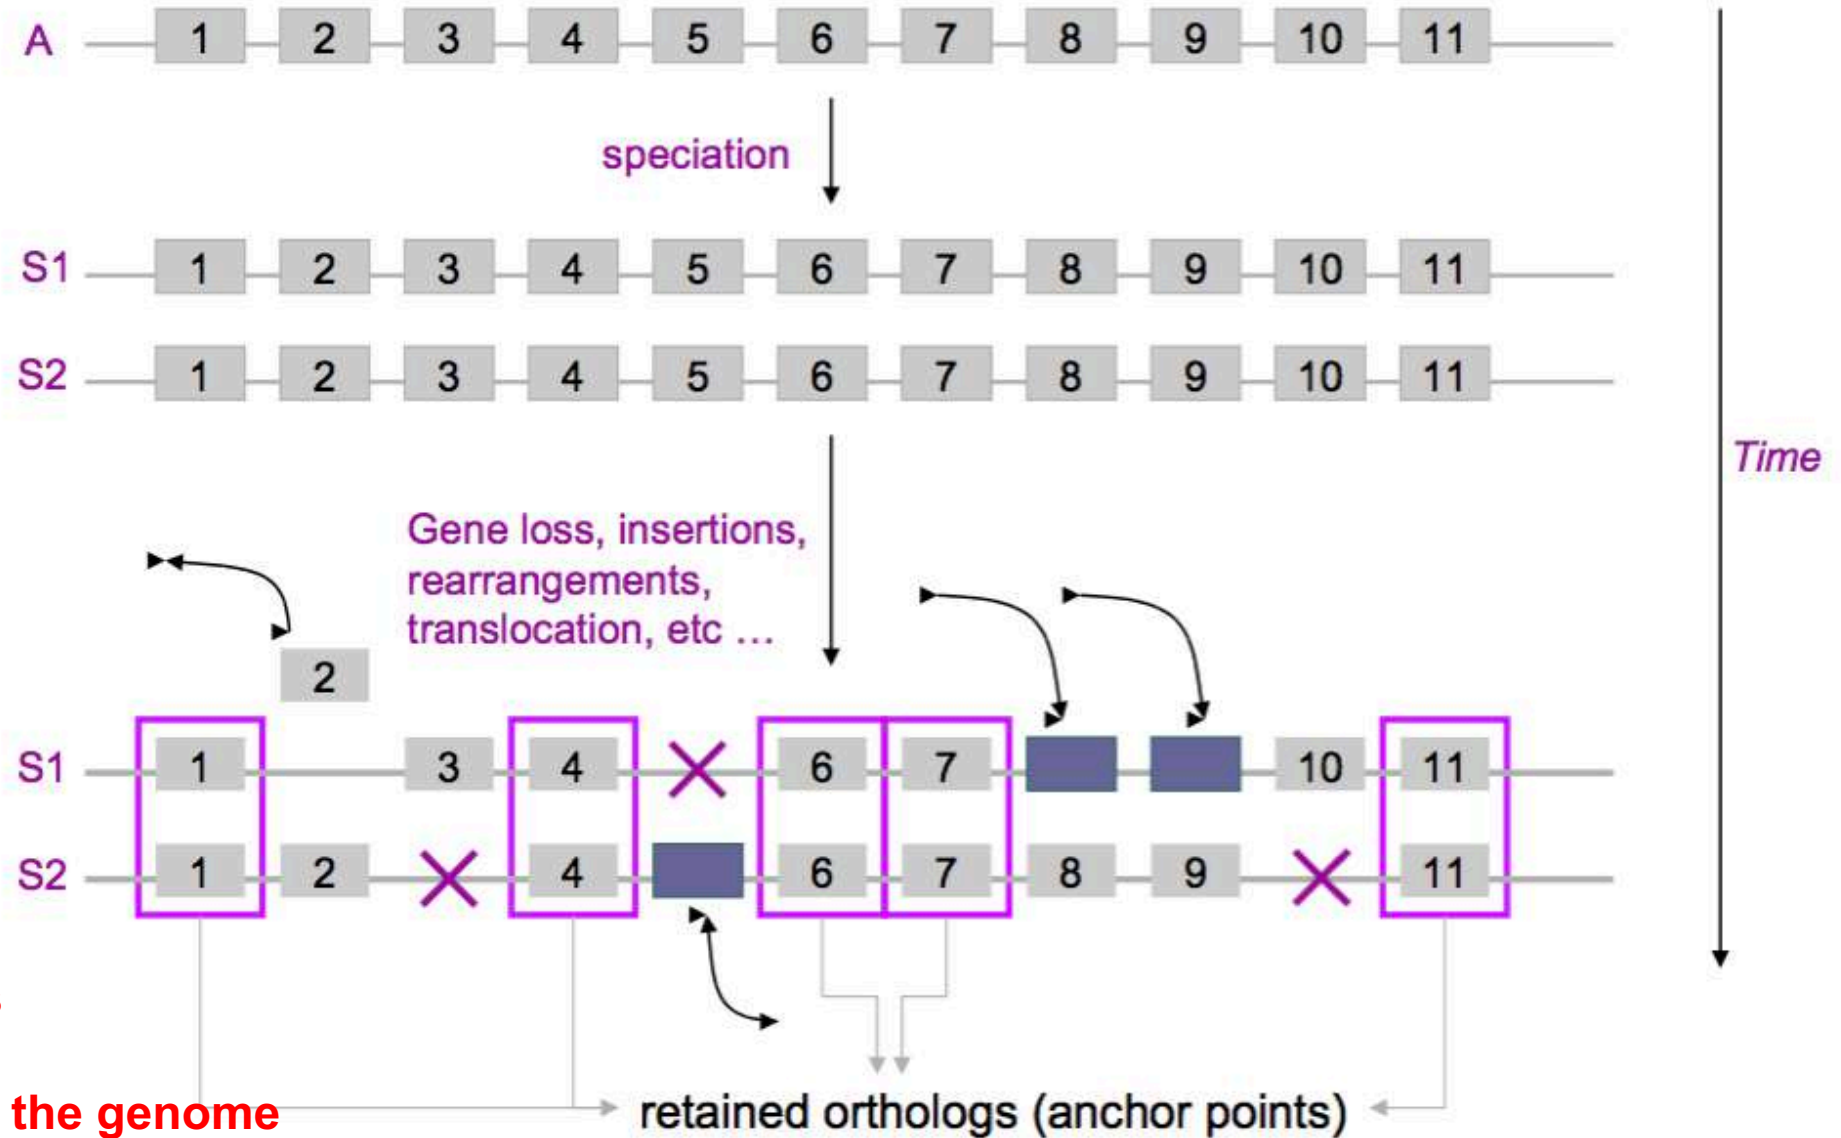 A 1 2 3 4 5 6 7 8 9 10 11
speciation
S1 1 2 3 4 5 6 7 8 9 10 11
S2 1 2 3 4 5 6 7 8 9 10 11
Time
Gene loss, insertions,
rearrangements,
translocation, etc ...
2
S1 1 3 4 6 7 10 11
S2 1 2 4 6 7 8 9 11
the genome
retained orthologs (anchor points)